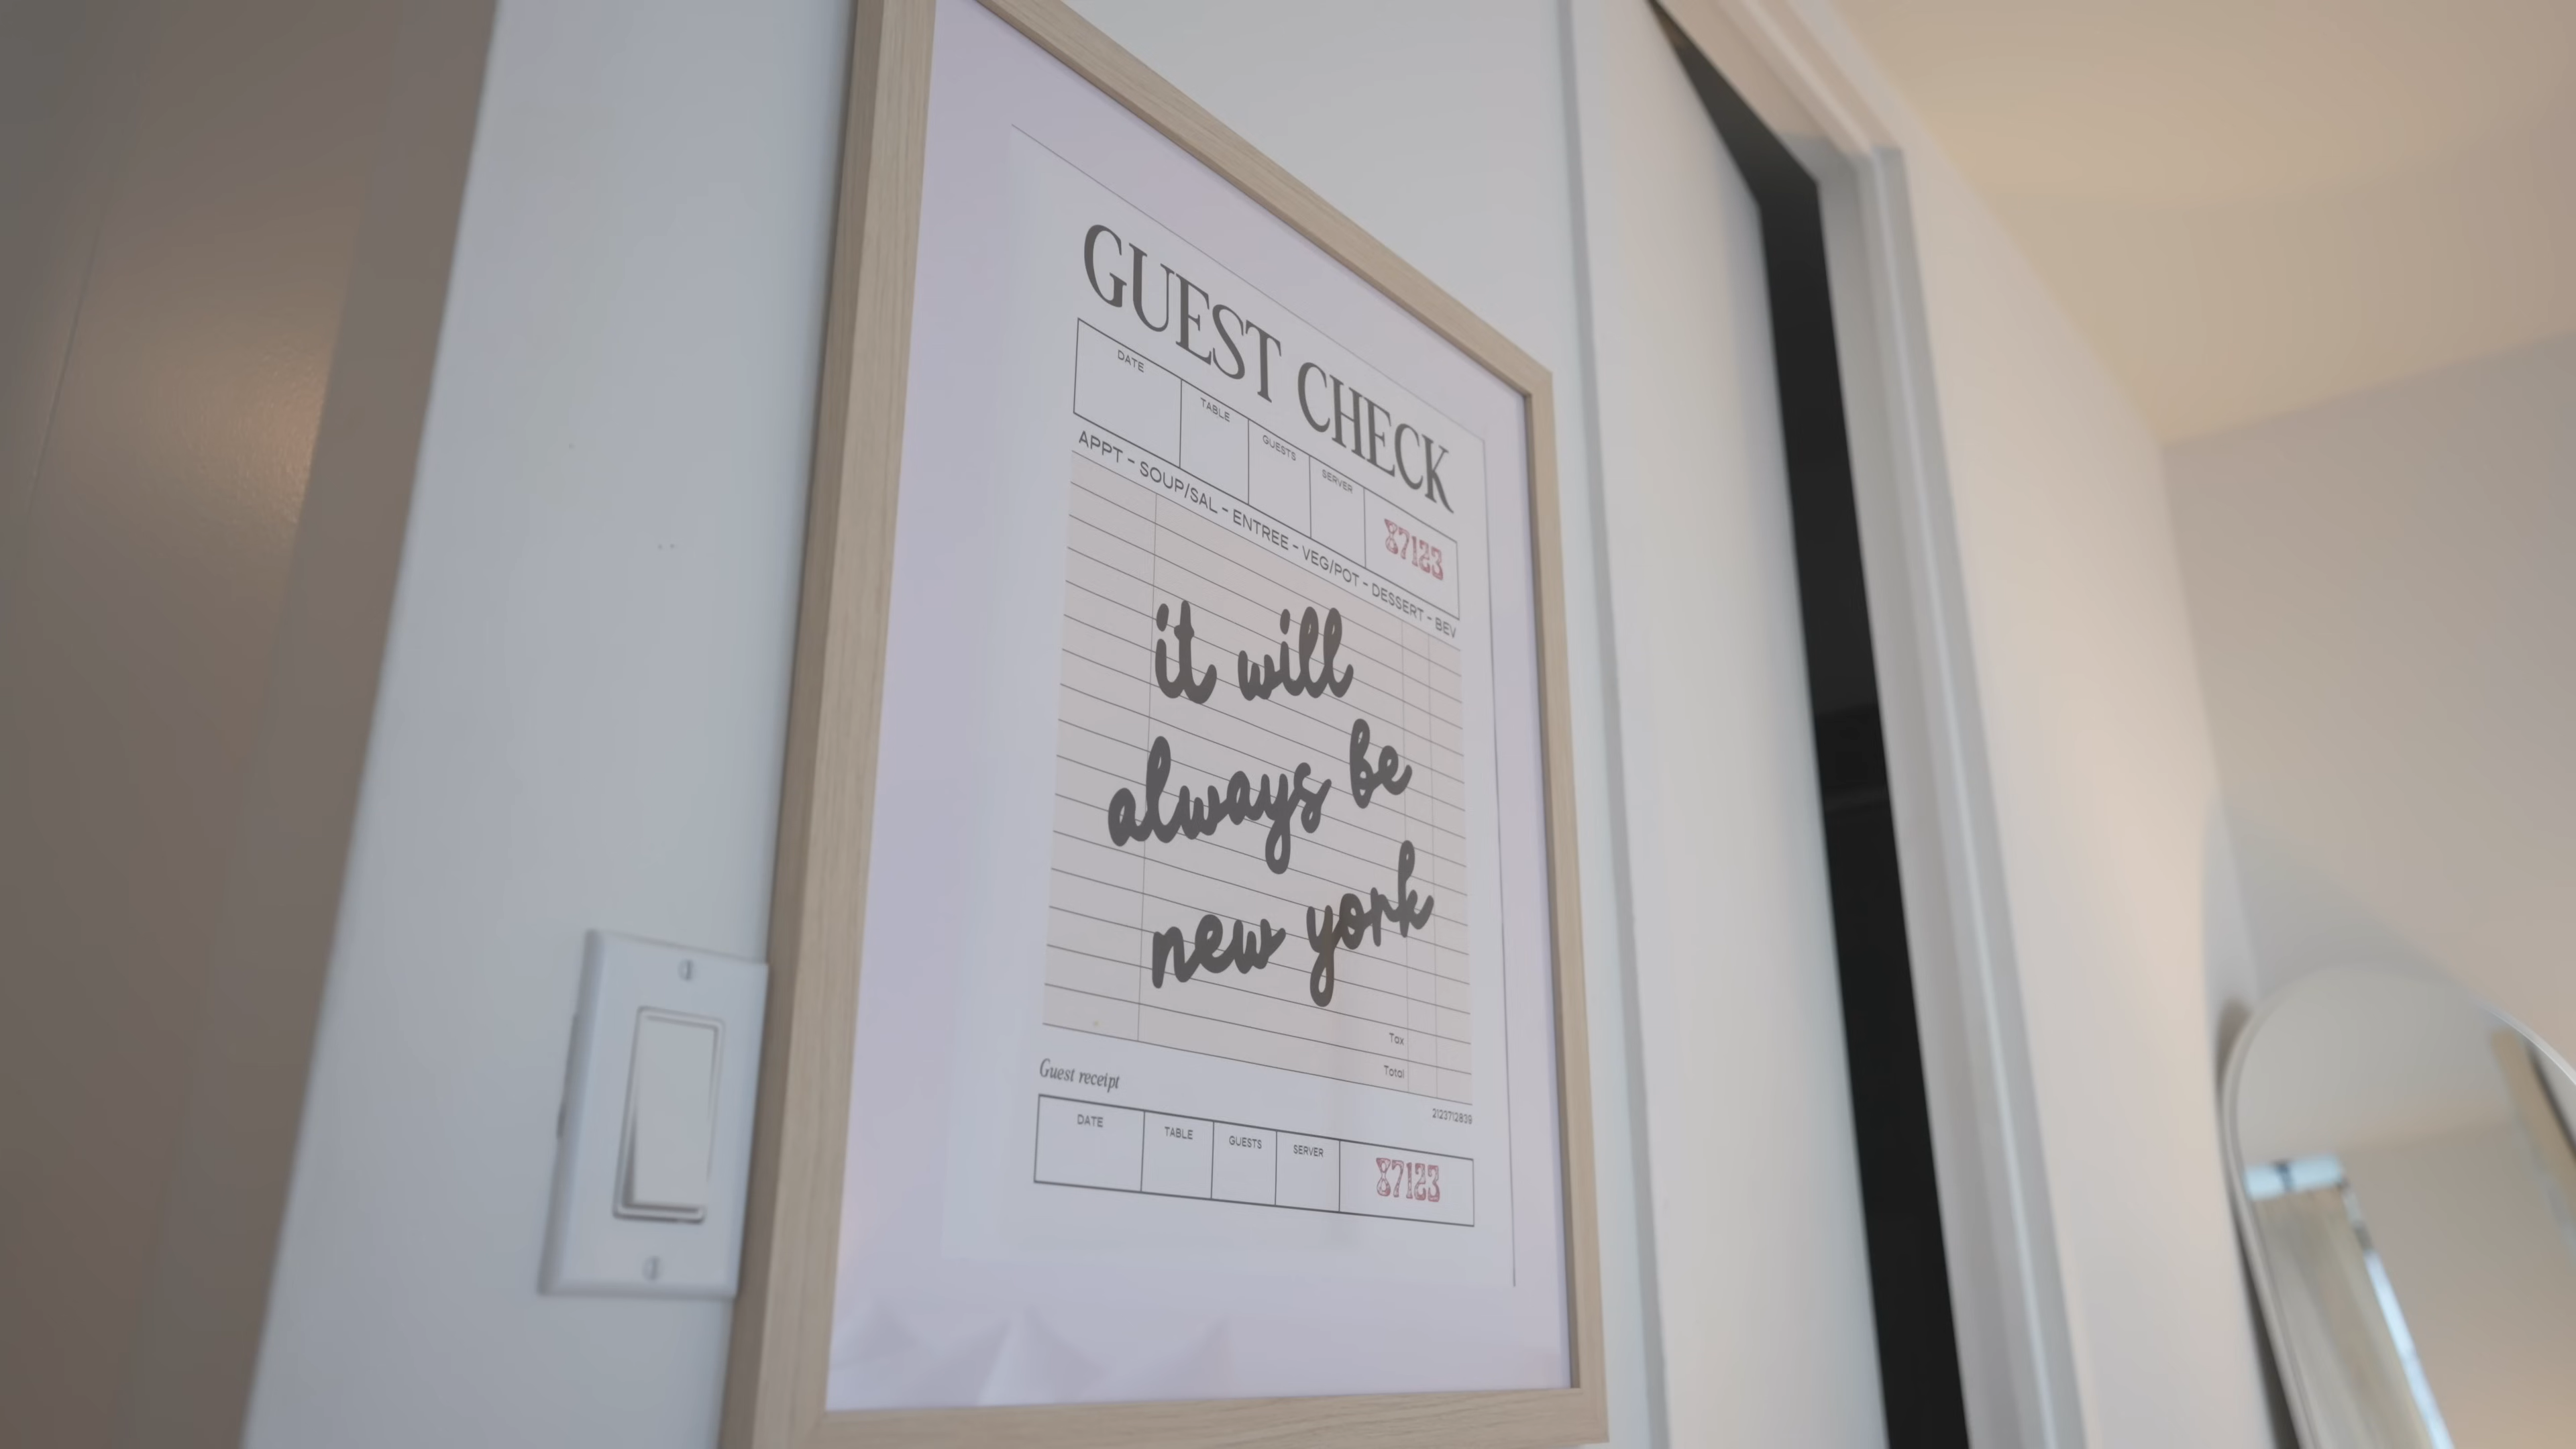 GUEST CHECK
DATE TABLE GUESTS SERVER 87123
APPT - SOUP/SAL - ENTREE - VEG/POT - DESSERT - BEV
it will
always be
new york
Tax
Total
Guest receipt
2123712839
DATE TABLE GUESTS SERVER 87123